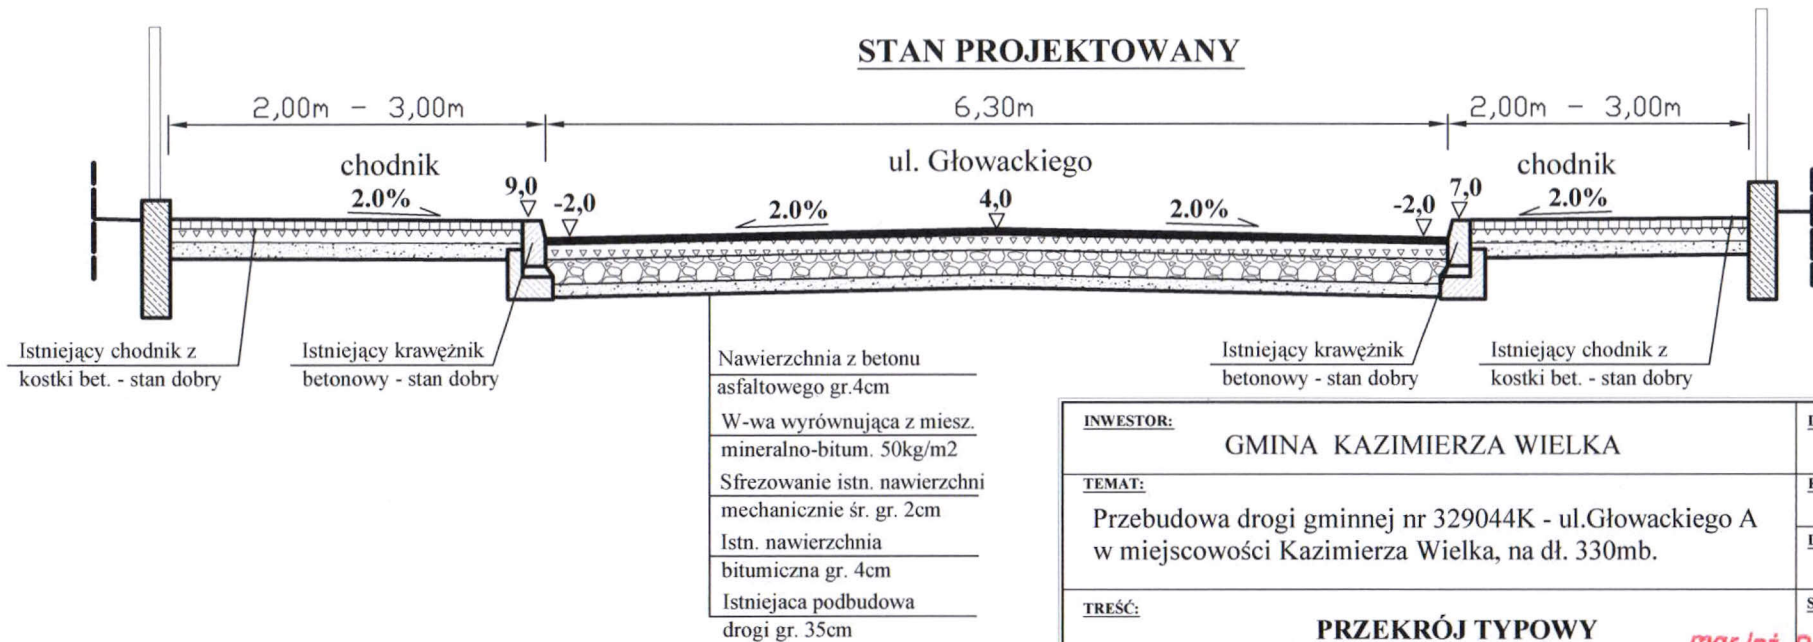 STAN PROJEKTOWANY
2,00m - 3,00m
6,30m
2,00m - 3,00m
chodnik
ul. Głowackiego
chodnik
2.0%
9,0
-2,0
2.0%
4,0
2.0%
-2,0
7,0
2.0%
Istniejący chodnik z
kostki bet. - stan dobry
Istniejący krawężnik
betonowy - stan dobry
Nawierzchnia z betonu
asfaltowego gr.4cm
W-wa wyrównująca z miesz.
mineralno-bitum. 50kg/m2
Sfrezowanie istn. nawierzchni
mechanicznie śr. gr. 2cm
Istn. nawierzchnia
bitumiczna gr. 4cm
Istniejaca podbudowa
drogi gr. 35cm
Istniejący krawężnik
betonowy - stan dobry
Istniejący chodnik z
kostki bet. - stan dobry
INWESTOR:
GMINA KAZIMIERZA WIELKA
TEMAT:
Przebudowa drogi gminnej nr 329044K - ul.Głowackiego A
w miejscowości Kazimierza Wielka, na dł. 330mb.
TREŚĆ:
PRZEKRÓJ TYPOWY